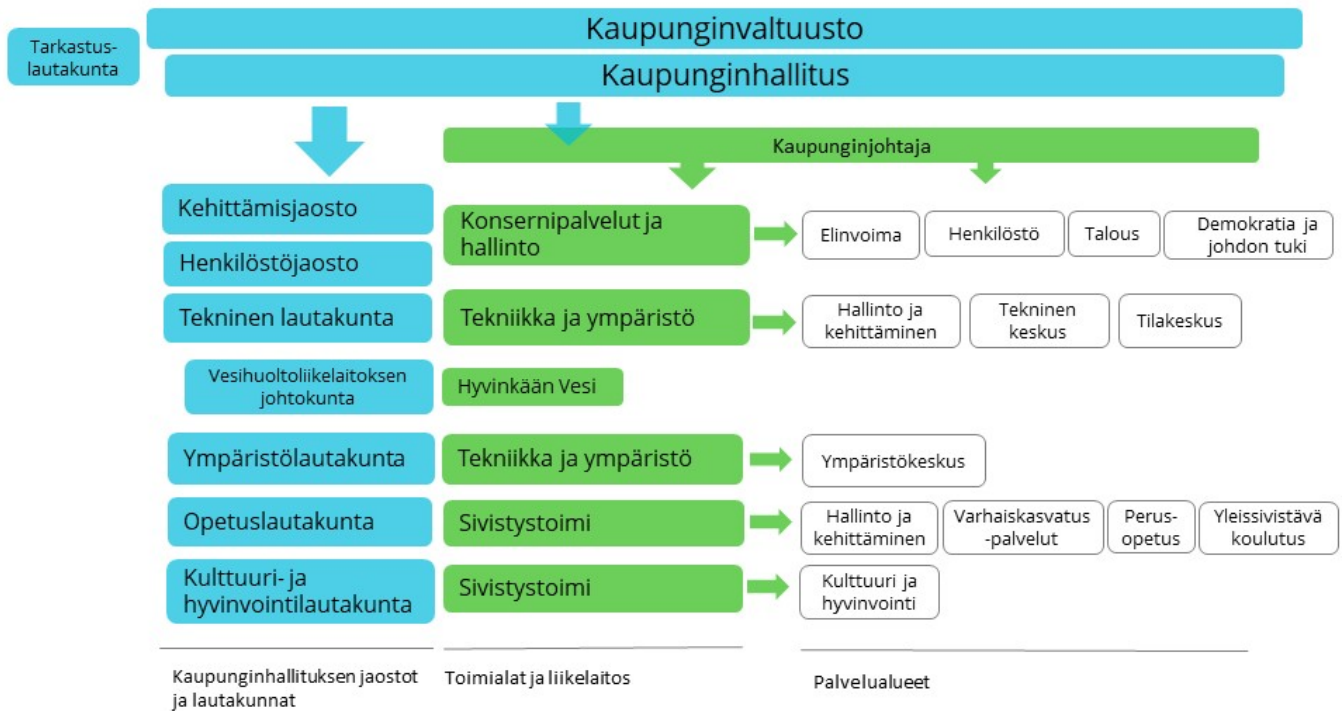 Kaupunginvaltuusto
Tarkastus-
lautakunta
Kaupunginhallitus
Kaupunginjohtaja
Kehittämisjaosto
Henkilöstöjaosto
Konsernipalvelut ja
hallinto
Elinvoima
Henkilöstö
Talous
Demokratia ja
johdon tuki
Tekninen lautakunta
Tekniikka ja ympäristö
Hallinto ja
kehittäminen
Tekninen
keskus
Tilakeskus
Vesihuoltoliikelaitoksen
johtokunta
Hyvinkään Vesi
Ympäristölautakunta
Tekniikka ja ympäristö
Ympäristökeskus
Opetuslautakunta
Sivistystoimi
Hallinto ja
kehittäminen
Varhaiskasvatus
-palvelut
Perus-
opetus
Yleissivistävä
koulutus
Kulttuuri- ja
hyvinvointilautakunta
Sivistystoimi
Kulttuuri ja
hyvinvointi
Kaupunginhallituksen jaostot
ja lautakunnat
Toimialat ja liikelaitos
Palvelualueet